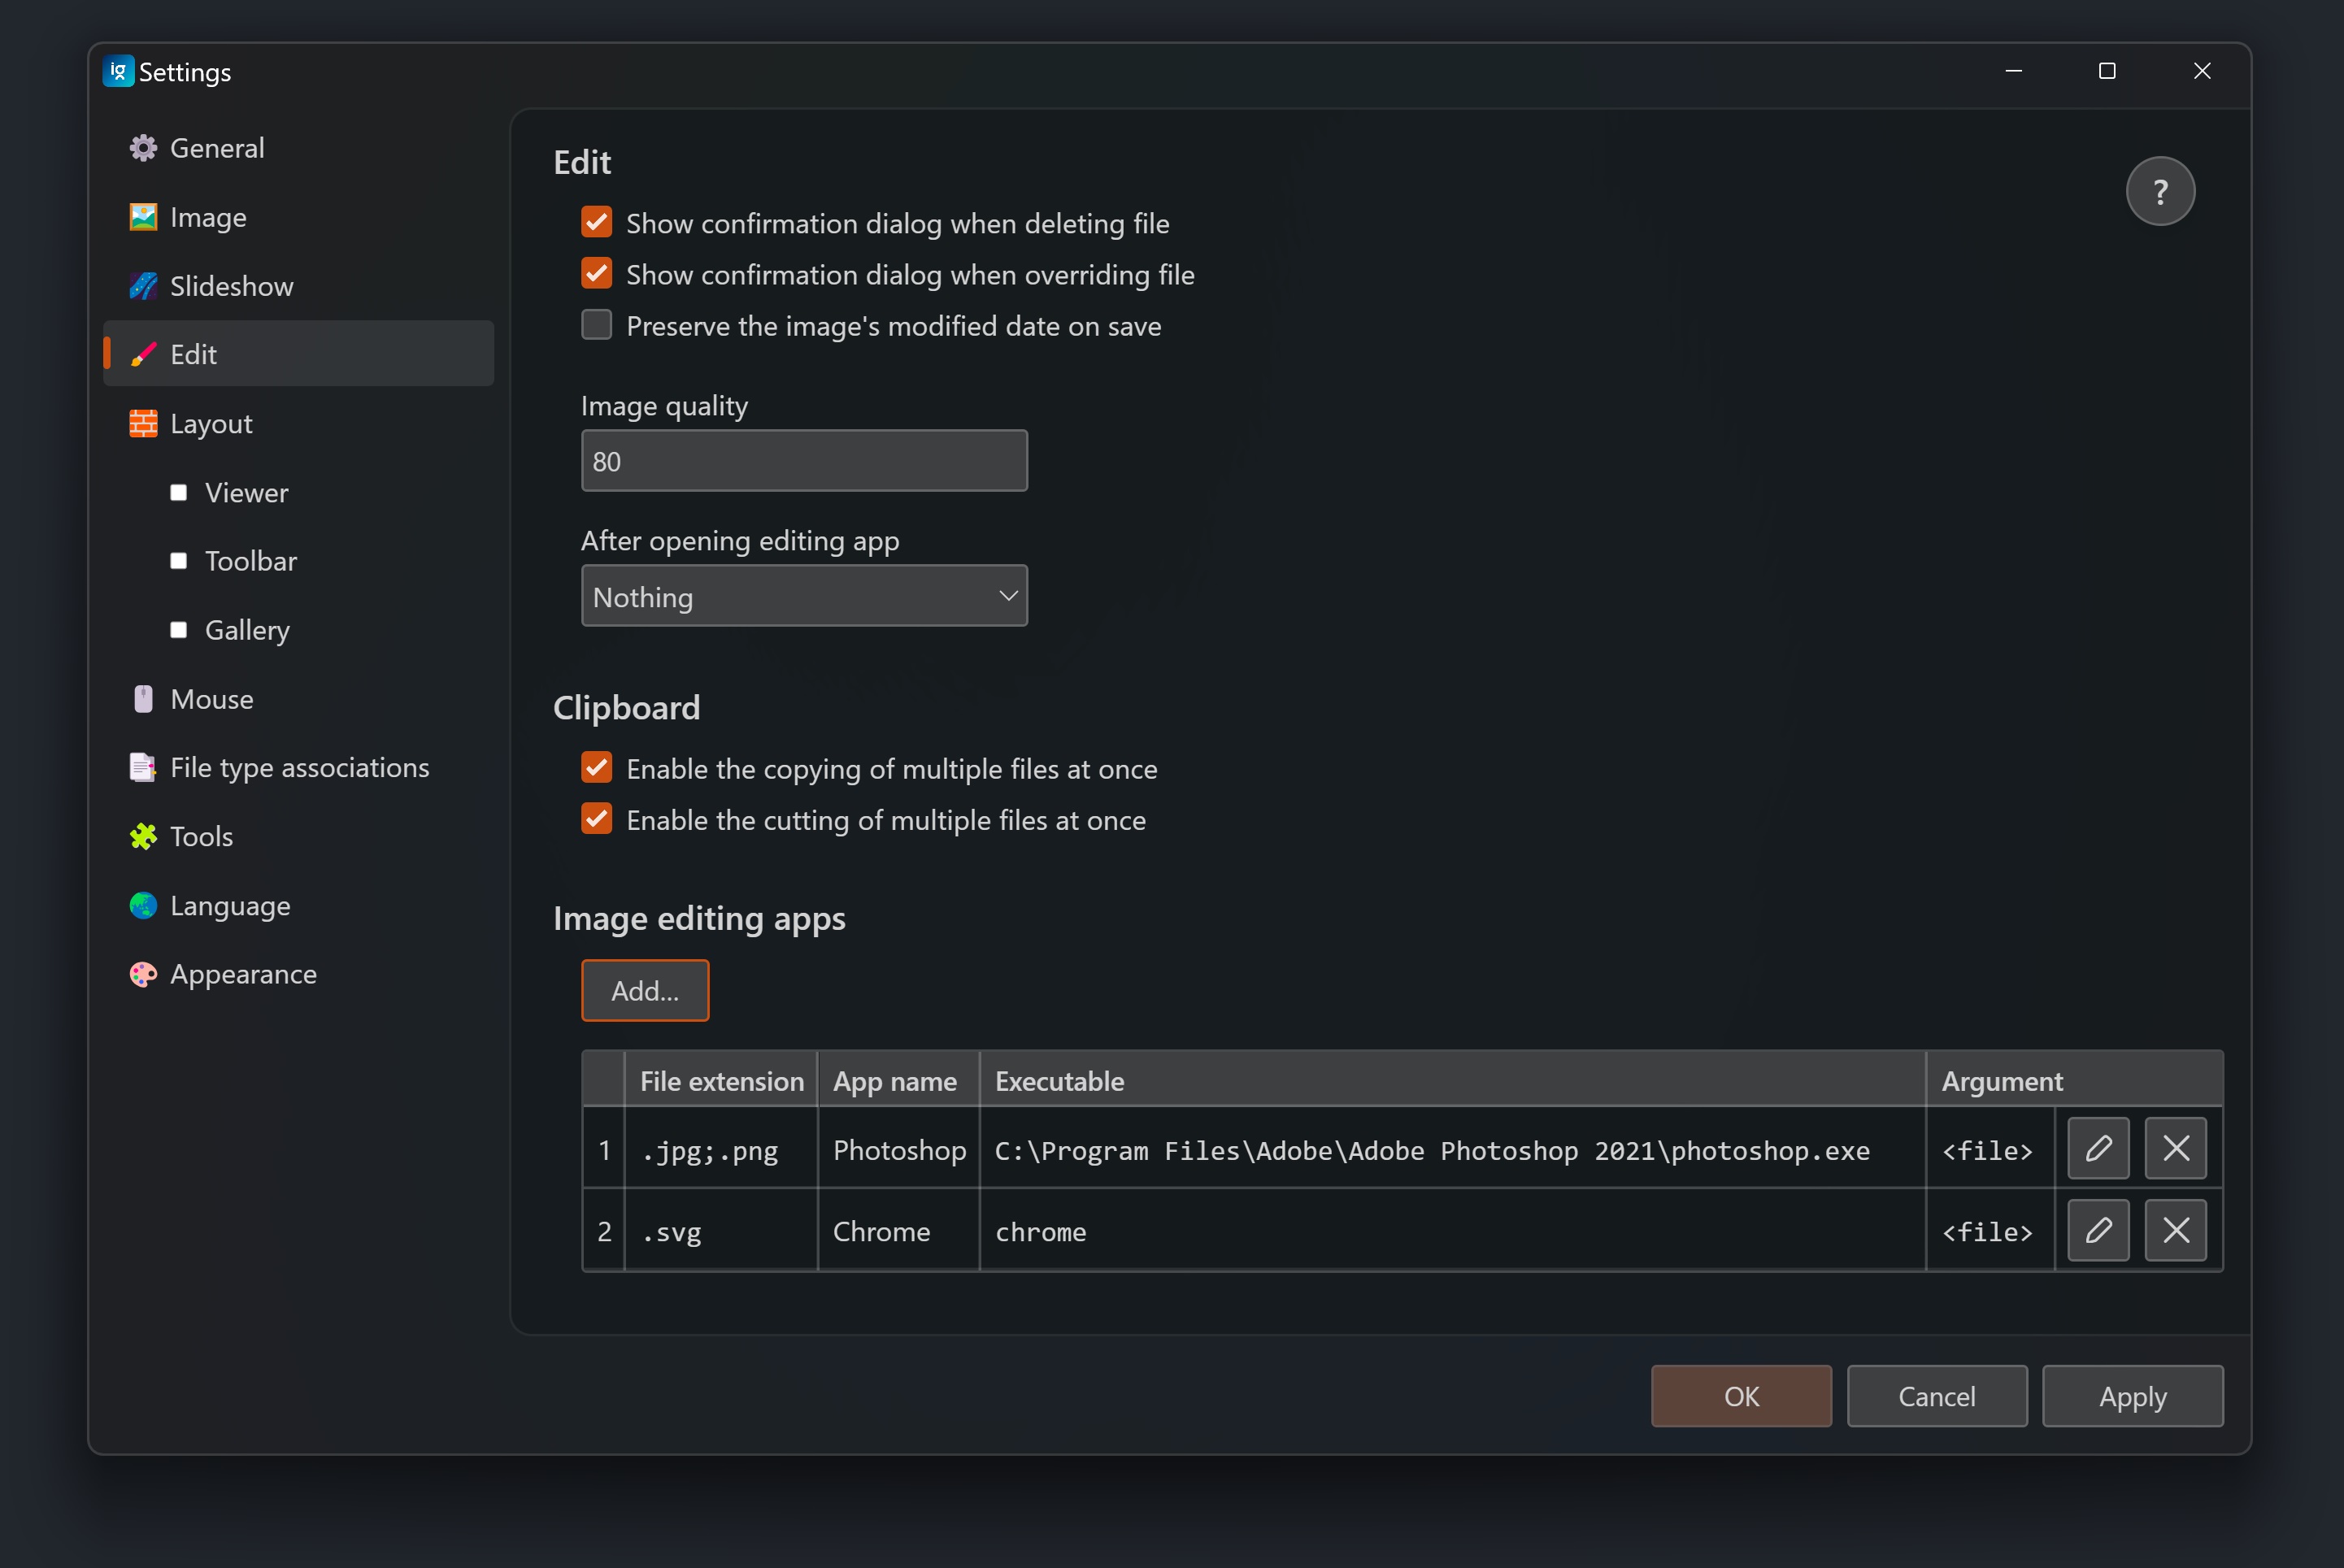 ig Settings
General
Image
Slideshow
Edit
Layout
Viewer
Toolbar
Gallery
Mouse
File type associations
Tools
Language
Appearance
Edit
?
Show confirmation dialog when deleting file
Show confirmation dialog when overriding file
Preserve the image's modified date on save
Image quality
80
After opening editing app
Nothing
Clipboard
Enable the copying of multiple files at once
Enable the cutting of multiple files at once
Image editing apps
Add...
File extension App name Executable Argument
1 .jpg;.png Photoshop C:\Program Files\Adobe\Adobe Photoshop 2021\photoshop.exe <file>
2 .svg Chrome chrome <file>
OK Cancel Apply